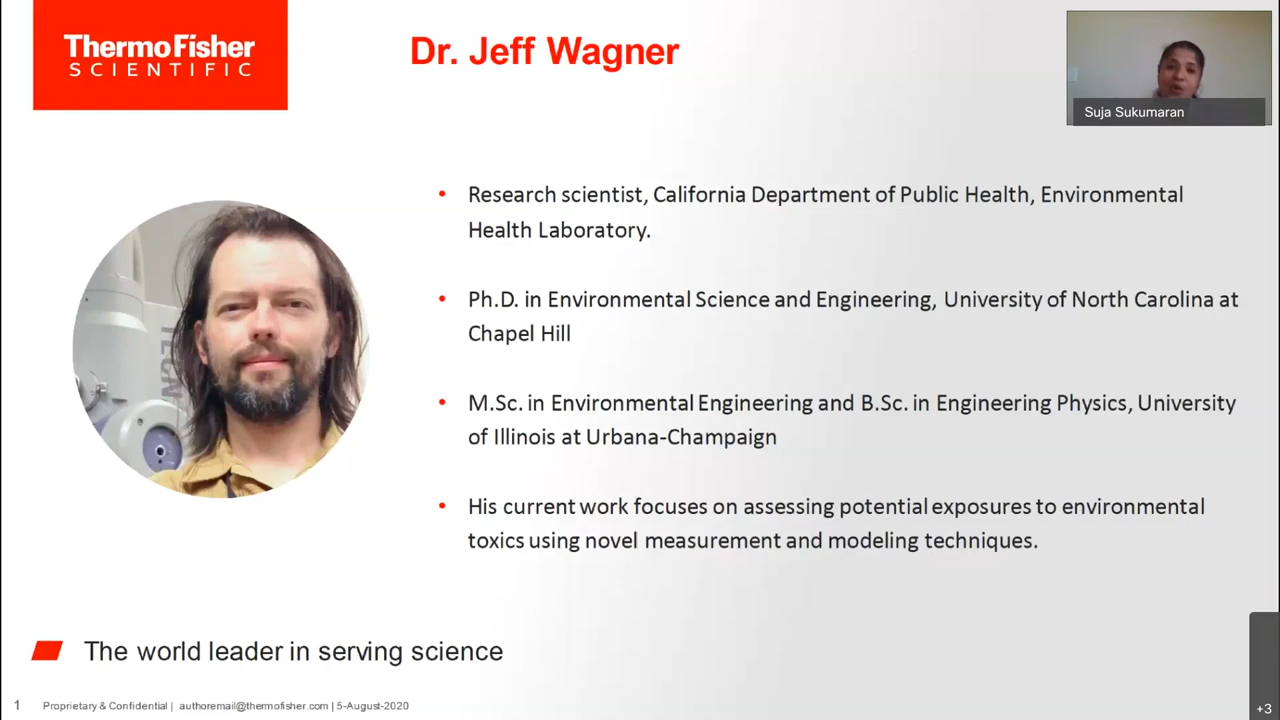 ThermoFisher
SCIENTIFIC
Dr. Jeff Wagner
Suja Sukumaran
• Research scientist, California Department of Public Health, Environmental
Health Laboratory.
• Ph.D. in Environmental Science and Engineering, University of North Carolina at
Chapel Hill
• M.Sc. in Environmental Engineering and B.Sc. in Engineering Physics, University
of Illinois at Urbana-Champaign
• His current work focuses on assessing potential exposures to environmental
toxics using novel measurement and modeling techniques.
TECN
The world leader in serving science
1 Proprietary & Confidential | authoremail@thermofisher.com | 5-August-2020
+3